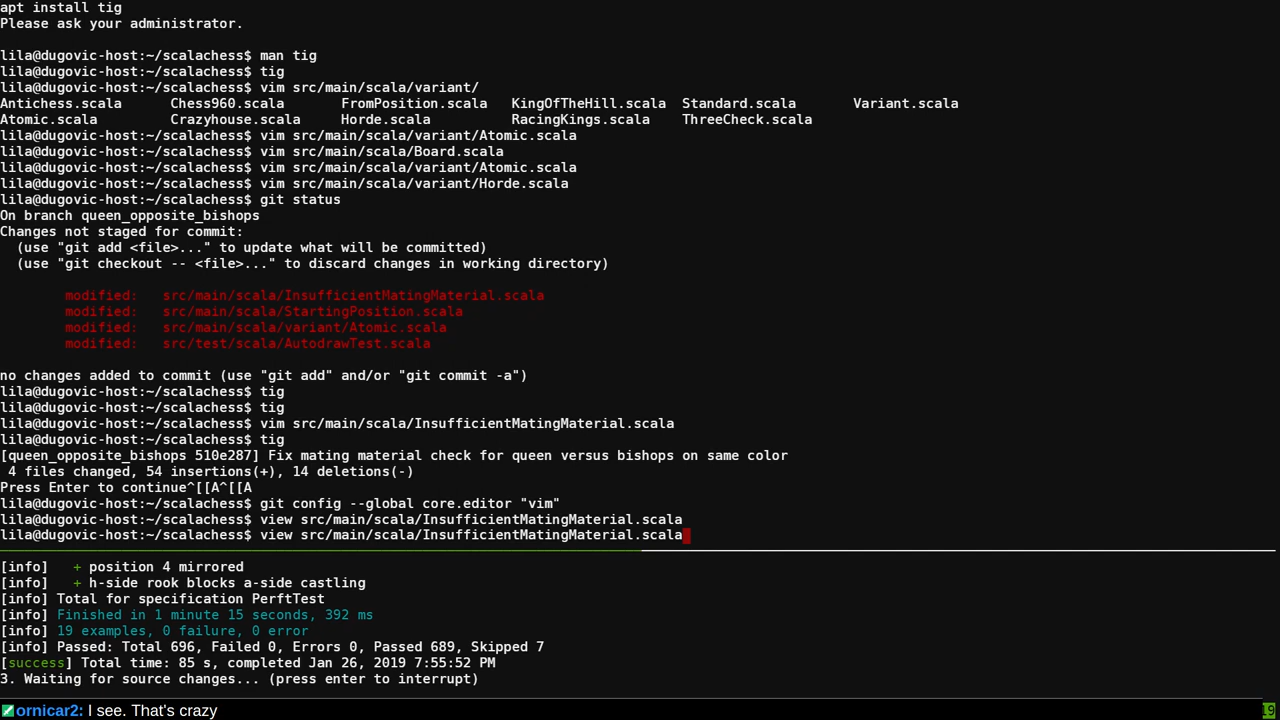 apt install tig
Please ask your administrator.
lila@dugovic-host:~/scalachess$ man tig
lila@dugovic-host:~/scalachess$ tig
lila@dugovic-host:~/scalachess$ vim src/main/scala/variant/
Antichess.scala      Chess960.scala       FromPosition.scala   KingOfTheHill.scala  Standard.scala       Variant.scala
Atomic.scala         Crazyhouse.scala     Horde.scala          RacingKings.scala    ThreeCheck.scala
lila@dugovic-host:~/scalachess$ vim src/main/scala/variant/Atomic.scala
lila@dugovic-host:~/scalachess$ vim src/main/scala/Board.scala
lila@dugovic-host:~/scalachess$ vim src/main/scala/variant/Atomic.scala
lila@dugovic-host:~/scalachess$ vim src/main/scala/variant/Horde.scala
lila@dugovic-host:~/scalachess$ git status
On branch queen_opposite_bishops
Changes not staged for commit:
  (use "git add <file>..." to update what will be committed)
  (use "git checkout -- <file>..." to discard changes in working directory)
        modified:   src/main/scala/InsufficientMatingMaterial.scala
        modified:   src/main/scala/StartingPosition.scala
        modified:   src/main/scala/variant/Atomic.scala
        modified:   src/test/scala/AutodrawTest.scala
no changes added to commit (use "git add" and/or "git commit -a")
lila@dugovic-host:~/scalachess$ tig
lila@dugovic-host:~/scalachess$ tig
lila@dugovic-host:~/scalachess$ vim src/main/scala/InsufficientMatingMaterial.scala
lila@dugovic-host:~/scalachess$ tig
[queen_opposite_bishops 510e287] Fix mating material check for queen versus bishops on same color
 4 files changed, 54 insertions(+), 14 deletions(-)
Press Enter to continue^[[A^[[A
lila@dugovic-host:~/scalachess$ git config --global core.editor "vim"
lila@dugovic-host:~/scalachess$ view src/main/scala/InsufficientMatingMaterial.scala
lila@dugovic-host:~/scalachess$ view src/main/scala/InsufficientMatingMaterial.scala
[info]   + position 4 mirrored
[info]   + h-side rook blocks a-side castling
[info] Total for specification PerftTest
[info] Finished in 1 minute 15 seconds, 392 ms
[info] 19 examples, 0 failure, 0 error
[info] Passed: Total 696, Failed 0, Errors 0, Passed 689, Skipped 7
[success] Total time: 85 s, completed Jan 26, 2019 7:55:52 PM
3. Waiting for source changes... (press enter to interrupt)
ornicar2: I see. That's crazy
19